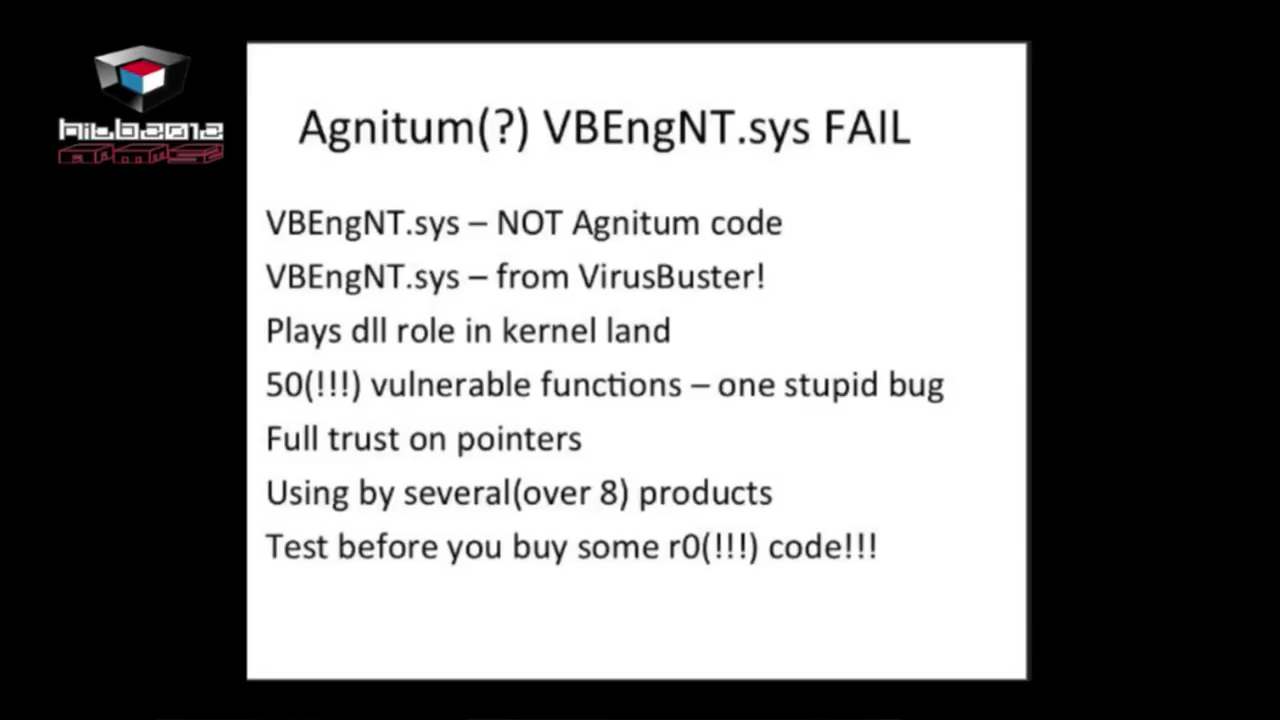 hitb2012
AMS
Agnitum(?) VBEngNT.sys FAIL
VBEngNT.sys – NOT Agnitum code
VBEngNT.sys – from VirusBuster!
Plays dll role in kernel land
50(!!!) vulnerable functions – one stupid bug
Full trust on pointers
Using by several(over 8) products
Test before you buy some r0(!!!) code!!!